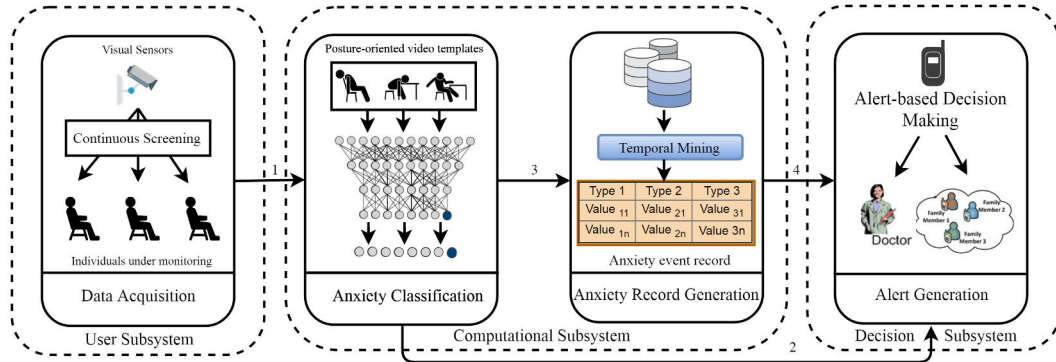 Visual Sensors
Continuous Screening
Individuals under monitoring
Data Acquisition
User Subsystem
1
Posture-oriented video templates
Anxiety Classification
3
Temporal Mining
Type 1 Type 2 Type 3
Value 11 Value 21 Value 31
Value 1n Value 2n Value 3n
Anxiety event record
Anxiety Record Generation
Computational Subsystem
4
2
Alert-based Decision
Making
Doctor
Family
Member 1
Family
Member 2
Family
Member 3
Alert Generation
Decision Subsystem